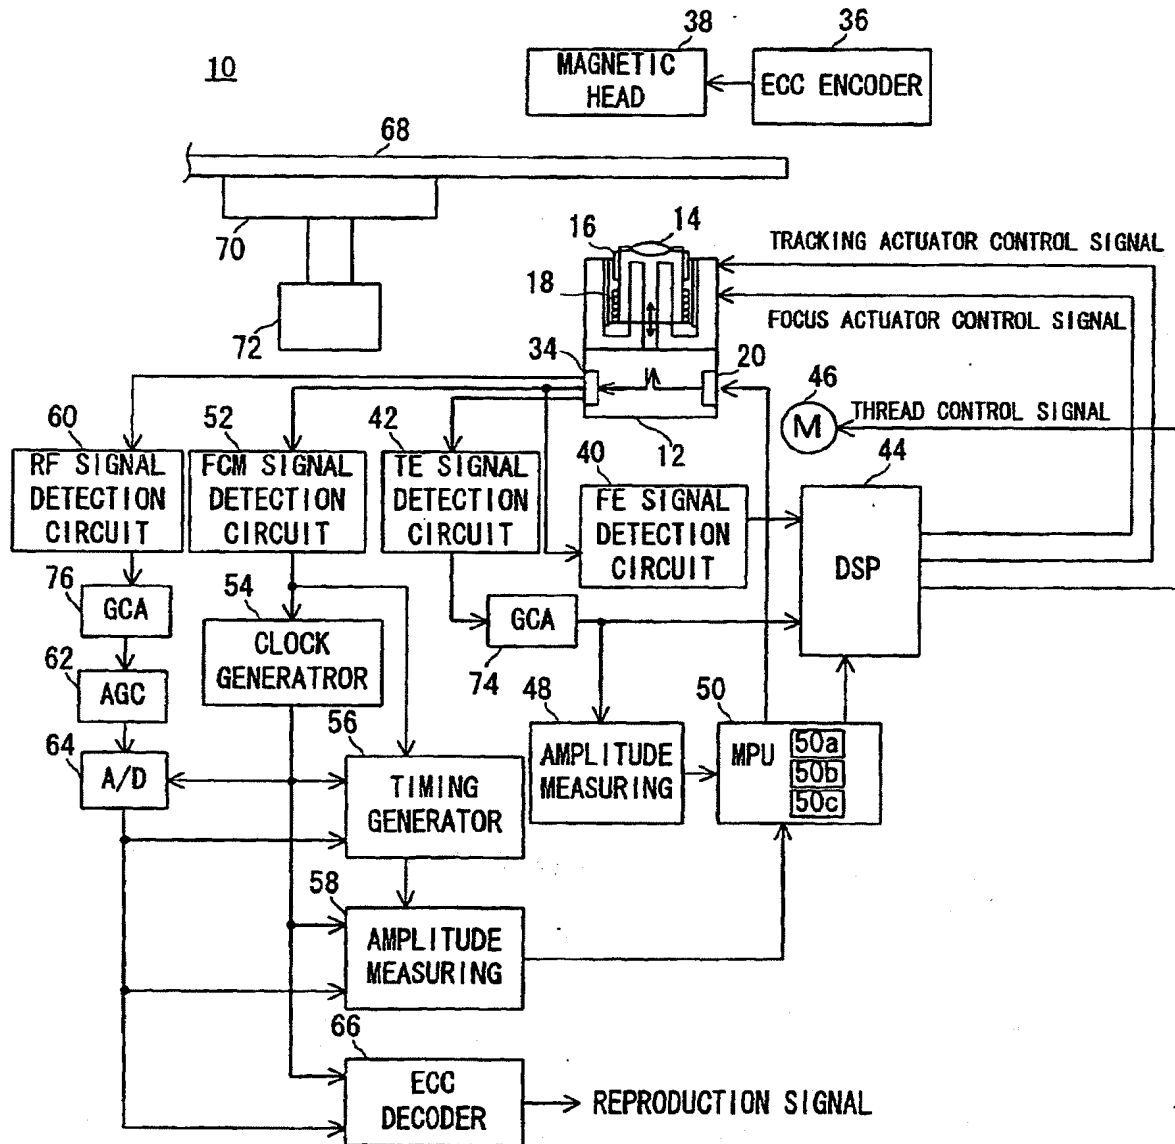 10
38
36
MAGNETIC
HEAD
ECC ENCODER
68
70
72
16
14
18
34
20
12
TRACKING ACTUATOR CONTROL SIGNAL
FOCUS ACTUATOR CONTROL SIGNAL
46
M
THREAD CONTROL SIGNAL
60
RF SIGNAL
DETECTION
CIRCUIT
52
FCM SIGNAL
DETECTION
CIRCUIT
42
TE SIGNAL
DETECTION
CIRCUIT
40
FE SIGNAL
DETECTION
CIRCUIT
44
DSP
76
GCA
54
CLOCK
GENERATROR
GCA
74
62
AGC
64
A/D
56
TIMING
GENERATOR
48
AMPLITUDE
MEASURING
50
MPU
50a
50b
50c
58
AMPLITUDE
MEASURING
66
ECC
DECODER
REPRODUCTION SIGNAL